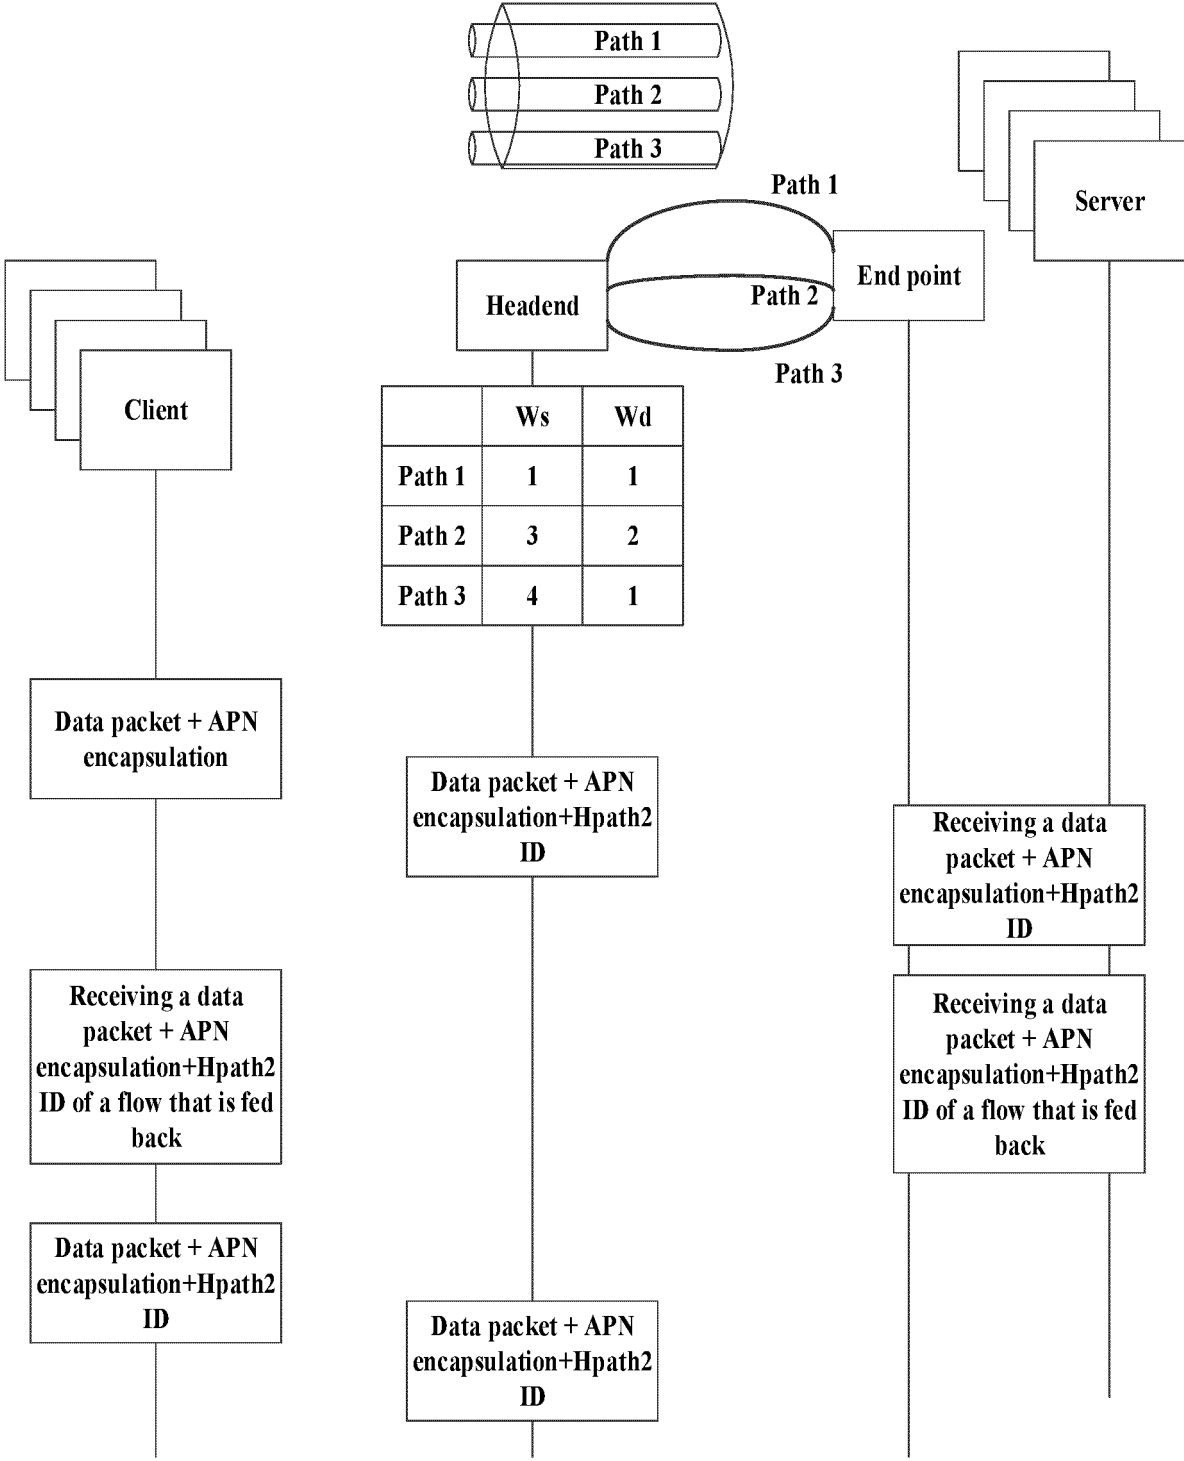 Path 1
Path 2
Path 3
Path 1
Server
End point
Path 2
Headend
Path 3
Client
Ws Wd
Path 1 1 1
Path 2 3 2
Path 3 4 1
Data packet + APN
encapsulation
Data packet + APN
encapsulation+Hpath2
ID
Receiving a data
packet + APN
encapsulation+Hpath2
ID
Receiving a data
packet + APN
encapsulation+Hpath2
ID of a flow that is fed
back
Receiving a data
packet + APN
encapsulation+Hpath2
ID of a flow that is fed
back
Data packet + APN
encapsulation+Hpath2
ID
Data packet + APN
encapsulation+Hpath2
ID